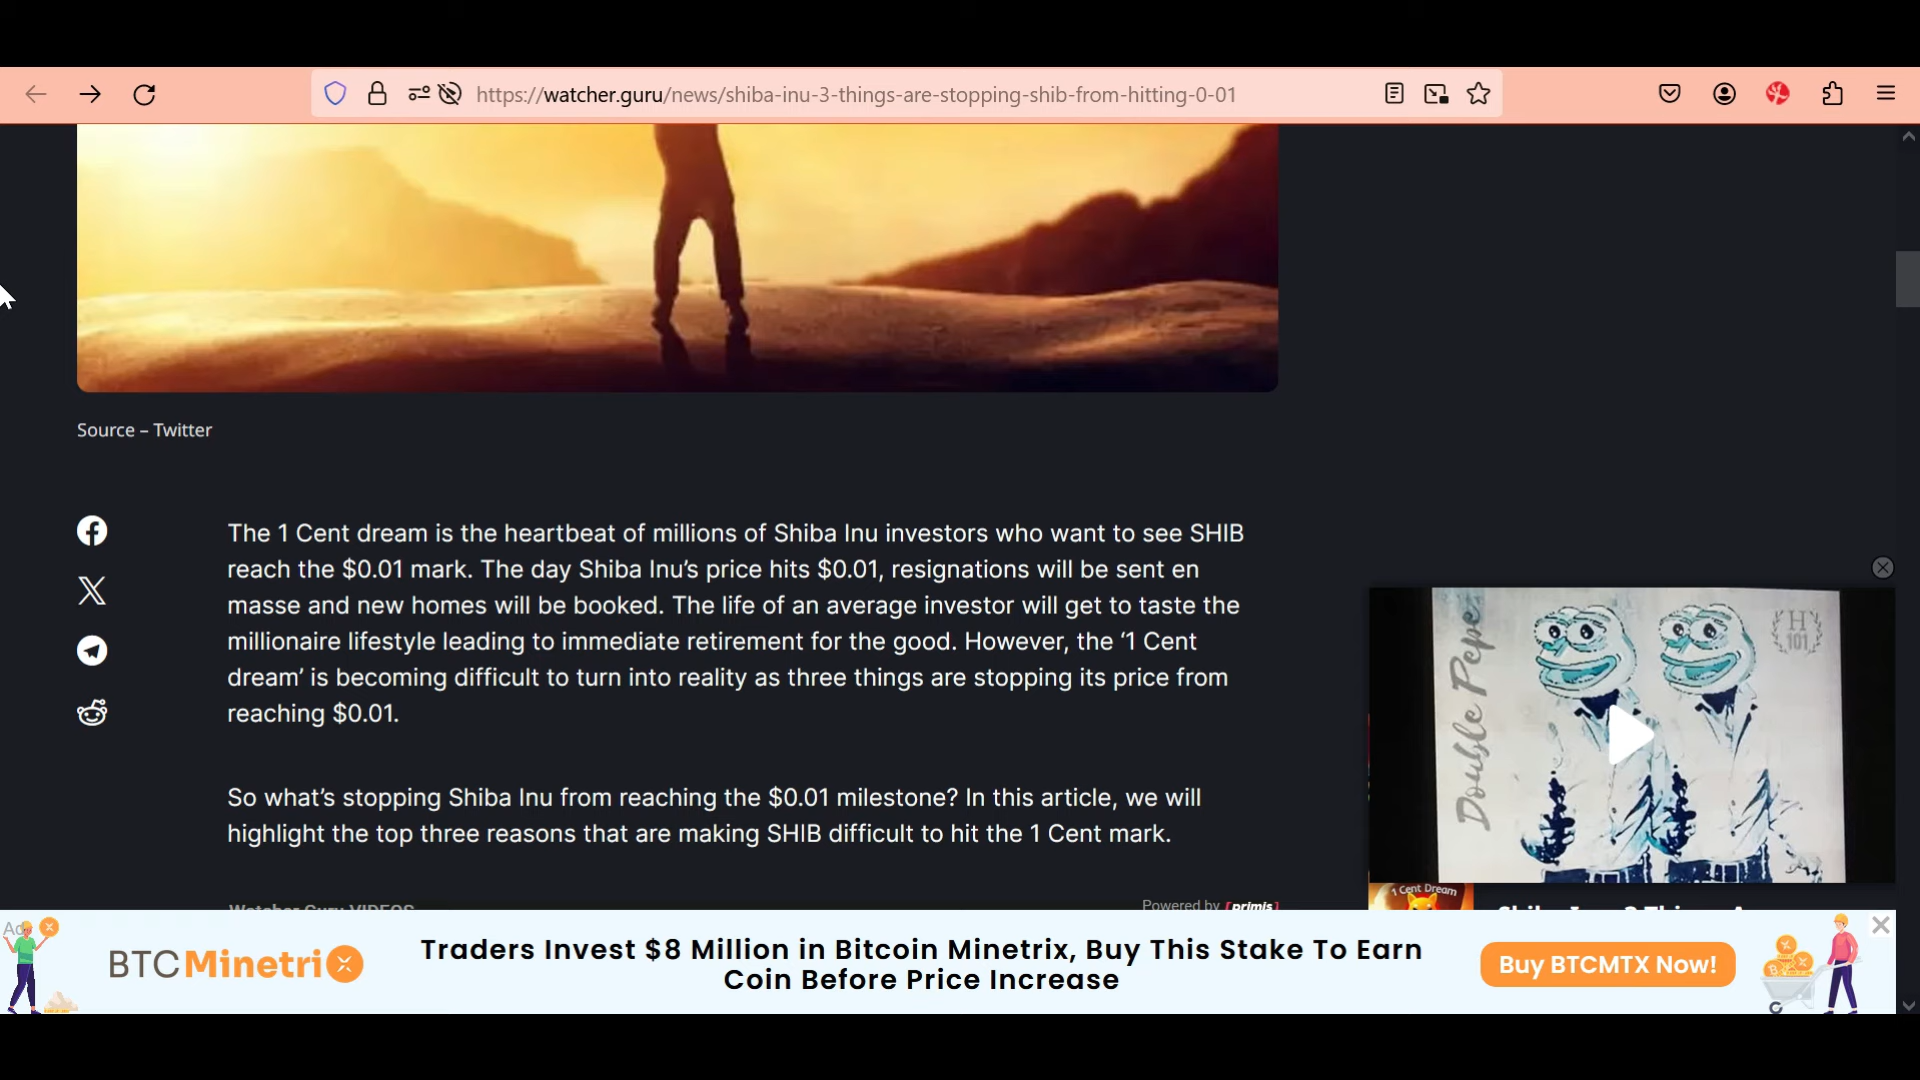 https://watcher.guru/news/shiba-inu-3-things-are-stopping-shib-from-hitting-0-01
Source – Twitter
The 1 Cent dream is the heartbeat of millions of Shiba Inu investors who want to see SHIB
reach the $0.01 mark. The day Shiba Inu’s price hits $0.01, resignations will be sent en
masse and new homes will be booked. The life of an average investor will get to taste the
millionaire lifestyle leading to immediate retirement for the good. However, the ‘1 Cent
dream’ is becoming difficult to turn into reality as three things are stopping its price from
reaching $0.01.
So what’s stopping Shiba Inu from reaching the $0.01 milestone? In this article, we will
highlight the top three reasons that are making SHIB difficult to hit the 1 Cent mark.
Double Pepe
H
101
Watcher Guru VIDEOS
Powered by [primis]
1 Cent Dream
Ad
BTCMinetrix
Traders Invest $8 Million in Bitcoin Minetrix, Buy This Stake To Earn
Coin Before Price Increase
Buy BTCMTX Now!